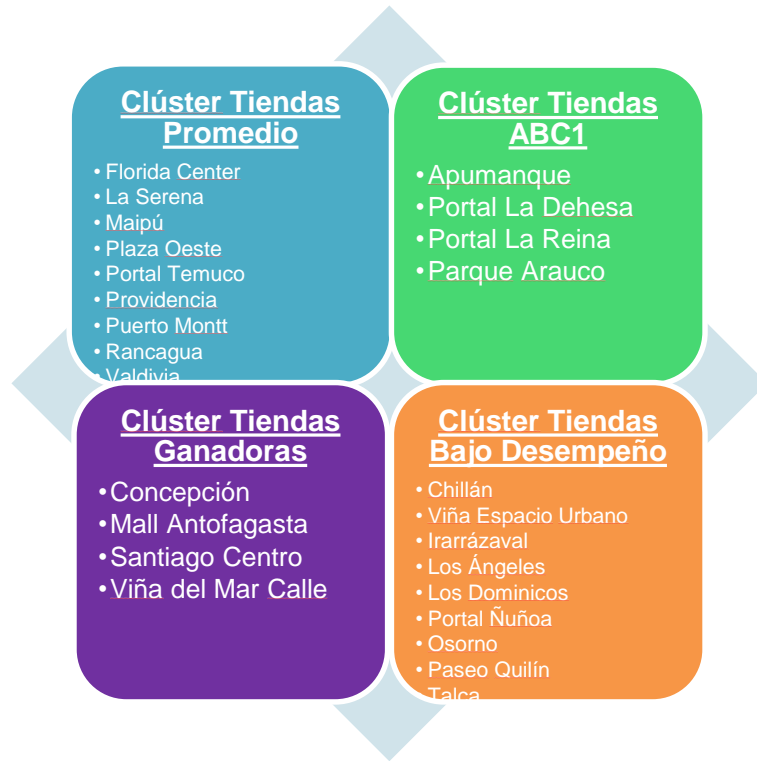 Clúster Tiendas
Promedio
• Florida Center
• La Serena
• Maipú
• Plaza Oeste
• Portal Temuco
• Providencia
• Puerto Montt
• Rancagua
• Valdivia
Clúster Tiendas
ABC1
• Apumanque
• Portal La Dehesa
• Portal La Reina
• Parque Arauco
Clúster Tiendas
Ganadoras
• Concepción
• Mall Antofagasta
• Santiago Centro
• Viña del Mar Calle
Clúster Tiendas
Bajo Desempeño
• Chillán
• Viña Espacio Urbano
• Irarrázaval
• Los Ángeles
• Los Dominicos
• Portal Ñuñoa
• Osorno
• Paseo Quilín
• Talca